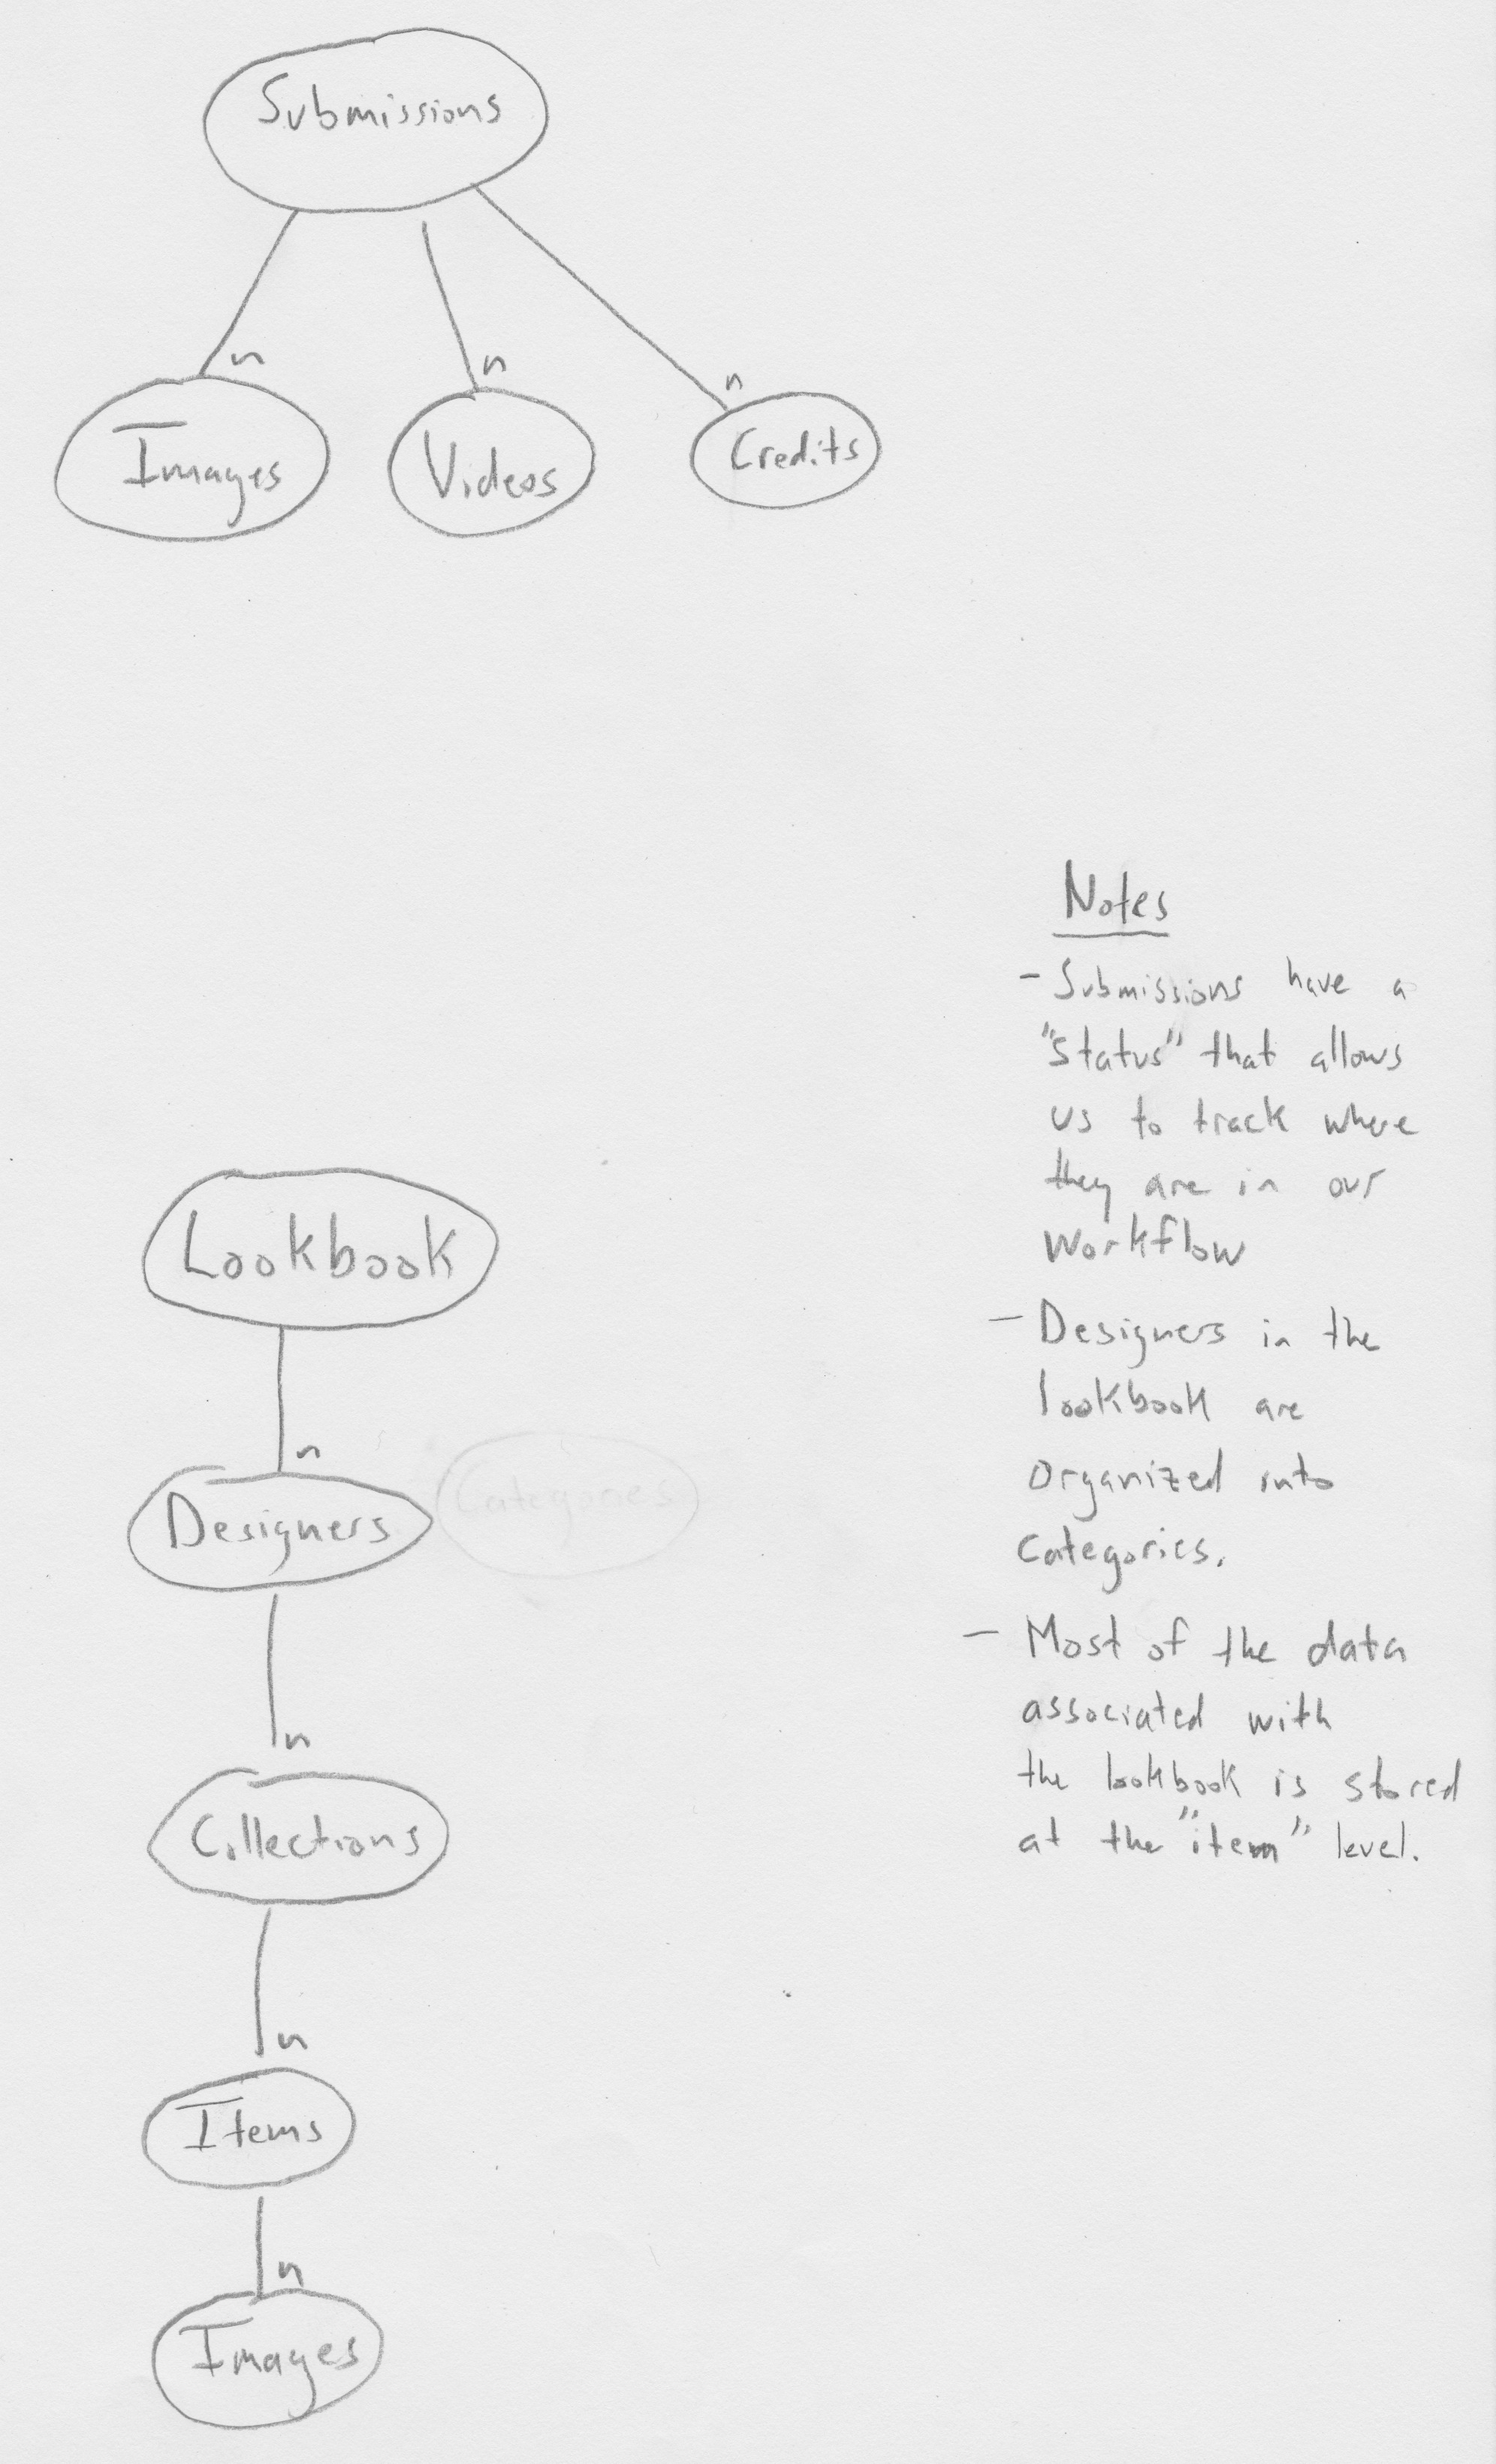 Submissions
n
n
n
Images
Videos
Credits
Notes
- Submissions have a
"Status" that allows
us to track where
they are in our
workflow
- Designers in the
lookbook are
organized into
categories.
- Most of the data
associated with
the lookbook is stored
at the "item" level.
Lookbook
n
Designers
Categories
n
Collections
n
Items
n
Images